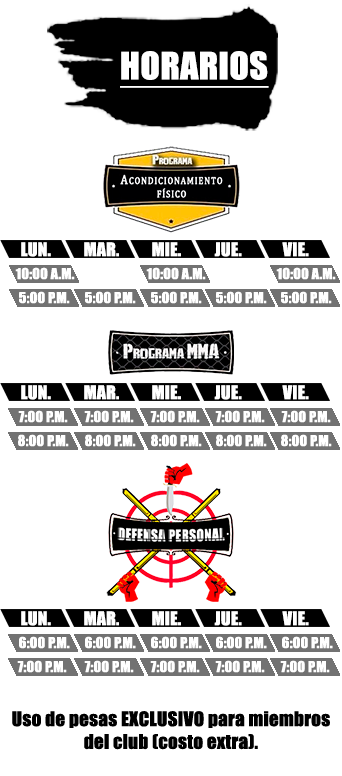 HORARIOS
PROGRAMA
ACONDICIONAMIENTO
FÍSICO
LUN. MAR. MIE. JUE. VIE.
10:00 A.M. 10:00 A.M. 10:00 A.M.
5:00 P.M. 5:00 P.M. 5:00 P.M. 5:00 P.M. 5:00 P.M.
PROGRAMA MMA
LUN. MAR. MIE. JUE. VIE.
7:00 P.M. 7:00 P.M. 7:00 P.M. 7:00 P.M. 7:00 P.M.
8:00 P.M. 8:00 P.M. 8:00 P.M. 8:00 P.M. 8:00 P.M.
DEFENSA PERSONAL
LUN. MAR. MIE. JUE. VIE.
6:00 P.M. 6:00 P.M. 6:00 P.M. 6:00 P.M. 6:00 P.M.
7:00 P.M. 7:00 P.M. 7:00 P.M. 7:00 P.M. 7:00 P.M.
Uso de pesas EXCLUSIVO para miembros
del club (costo extra).